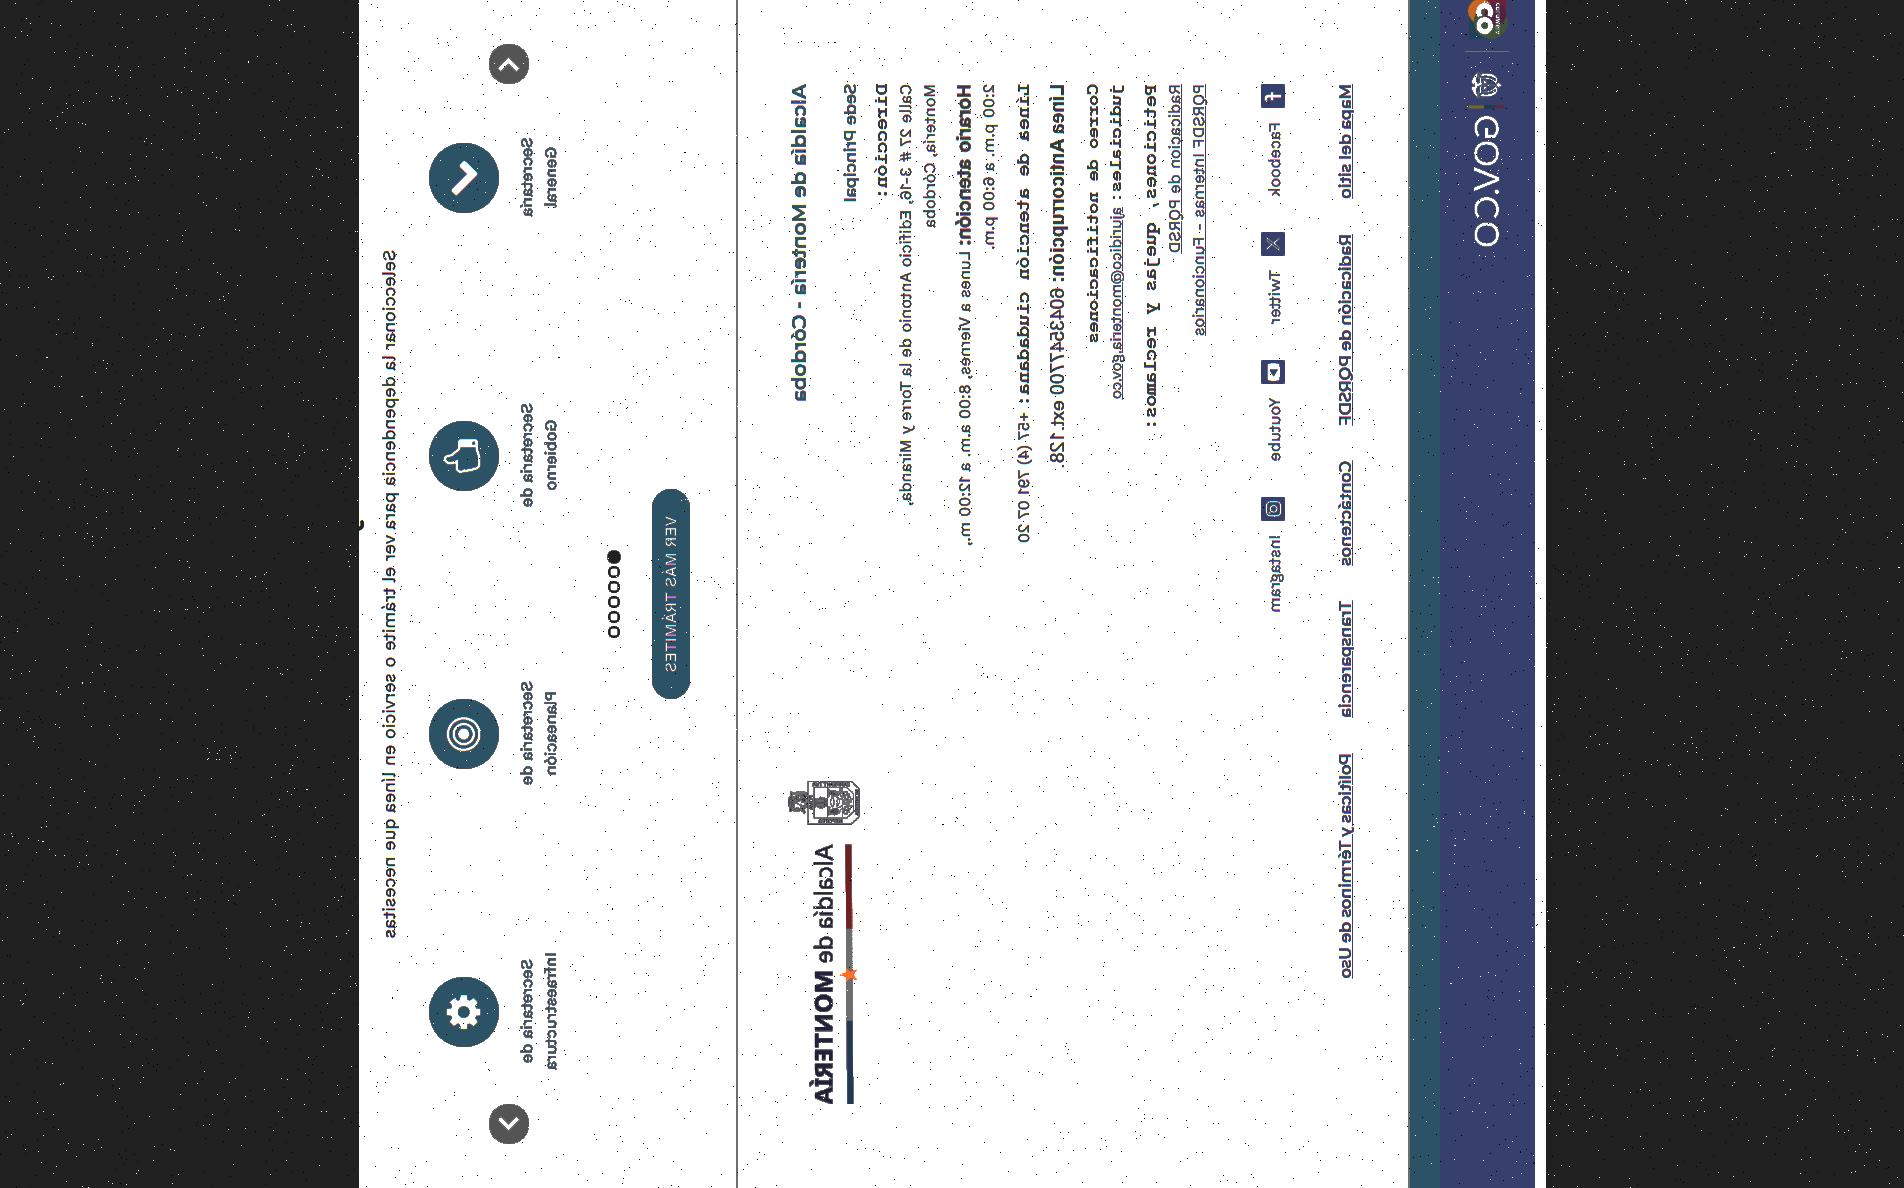 Seleccionar la dependencia para ver le trámite o servicio en línea que necesitas
Secretaría
General
Secretaría de
Gobierno
Secretaría de
Planeación
Secretaría de
Infraestructura
VER MÁS TRÁMITES
Alcaldía de Montería - Córdoba
Sede principal
Dirección:
Calle 27 # 3-16, Edificio Antonio de la Torre y Miranda,
Montería, Córdoba
Horario atención: Lunes a Viernes, 8:00 a.m. a 12:00 m.,
2:00 p.m. a 6:00 p.m.
Línea de atención ciudadana: +57 (4) 791 07 20
Línea Anticorrupción: 6043547700 ext. 128.
Correo de notificaciones
judiciales: ajuridico@monteria.gov.co
Peticiones, quejas y reclamos:
Radicación de PQRSD
PQRSDF Internas - Funcionarios
Alcaldía de MONTERÍA
Facebook
Twitter
Youtube
Instagram
Mapa del sitio
Radicación de PQRSDE
Contáctenos
Transparencia
Políticas y Términos de Uso
CO
GOV.CO